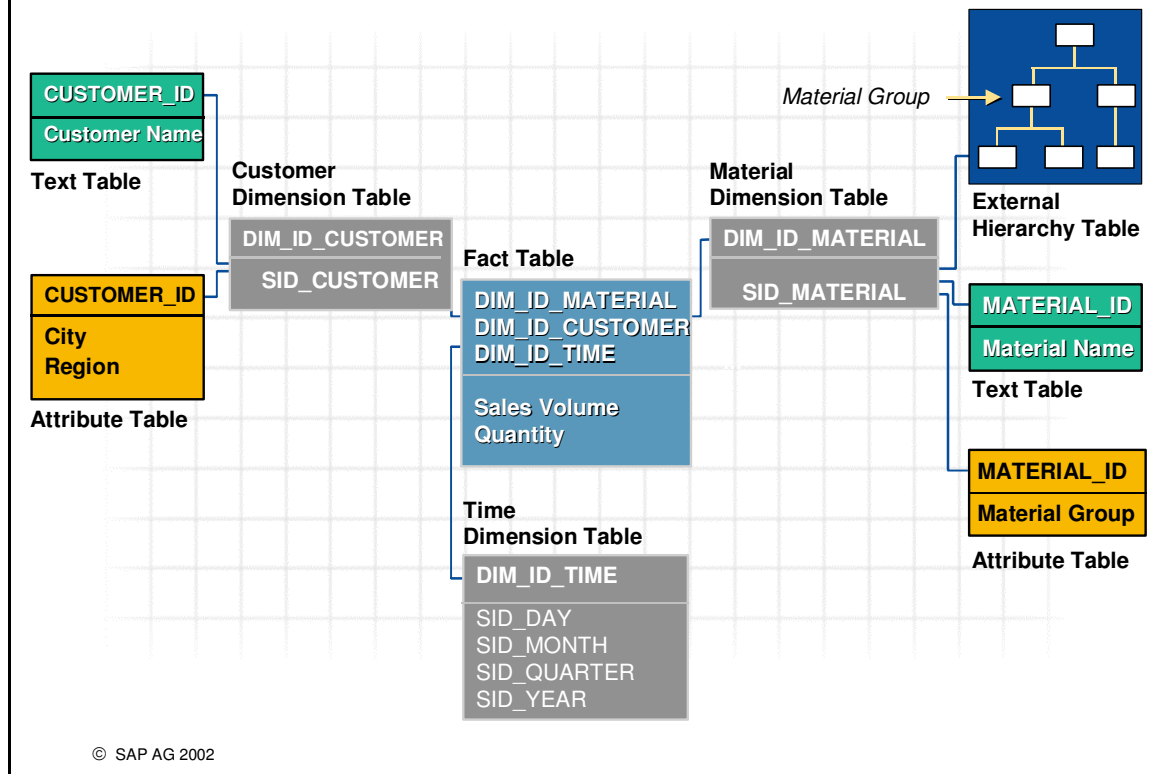 CUSTOMER_ID
Customer Name
Text Table
CUSTOMER_ID
City
Region
Attribute Table
Customer
Dimension Table
DIM_ID_CUSTOMER
SID_CUSTOMER
Fact Table
DIM_ID_MATERIAL
DIM_ID_CUSTOMER
DIM_ID_TIME
Sales Volume
Quantity
Time
Dimension Table
DIM_ID_TIME
SID_DAY
SID_MONTH
SID_QUARTER
SID_YEAR
Material
Dimension Table
DIM_ID_MATERIAL
SID_MATERIAL
Material Group
External
Hierarchy Table
MATERIAL_ID
Material Name
Text Table
MATERIAL_ID
Material Group
Attribute Table
© SAP AG 2002